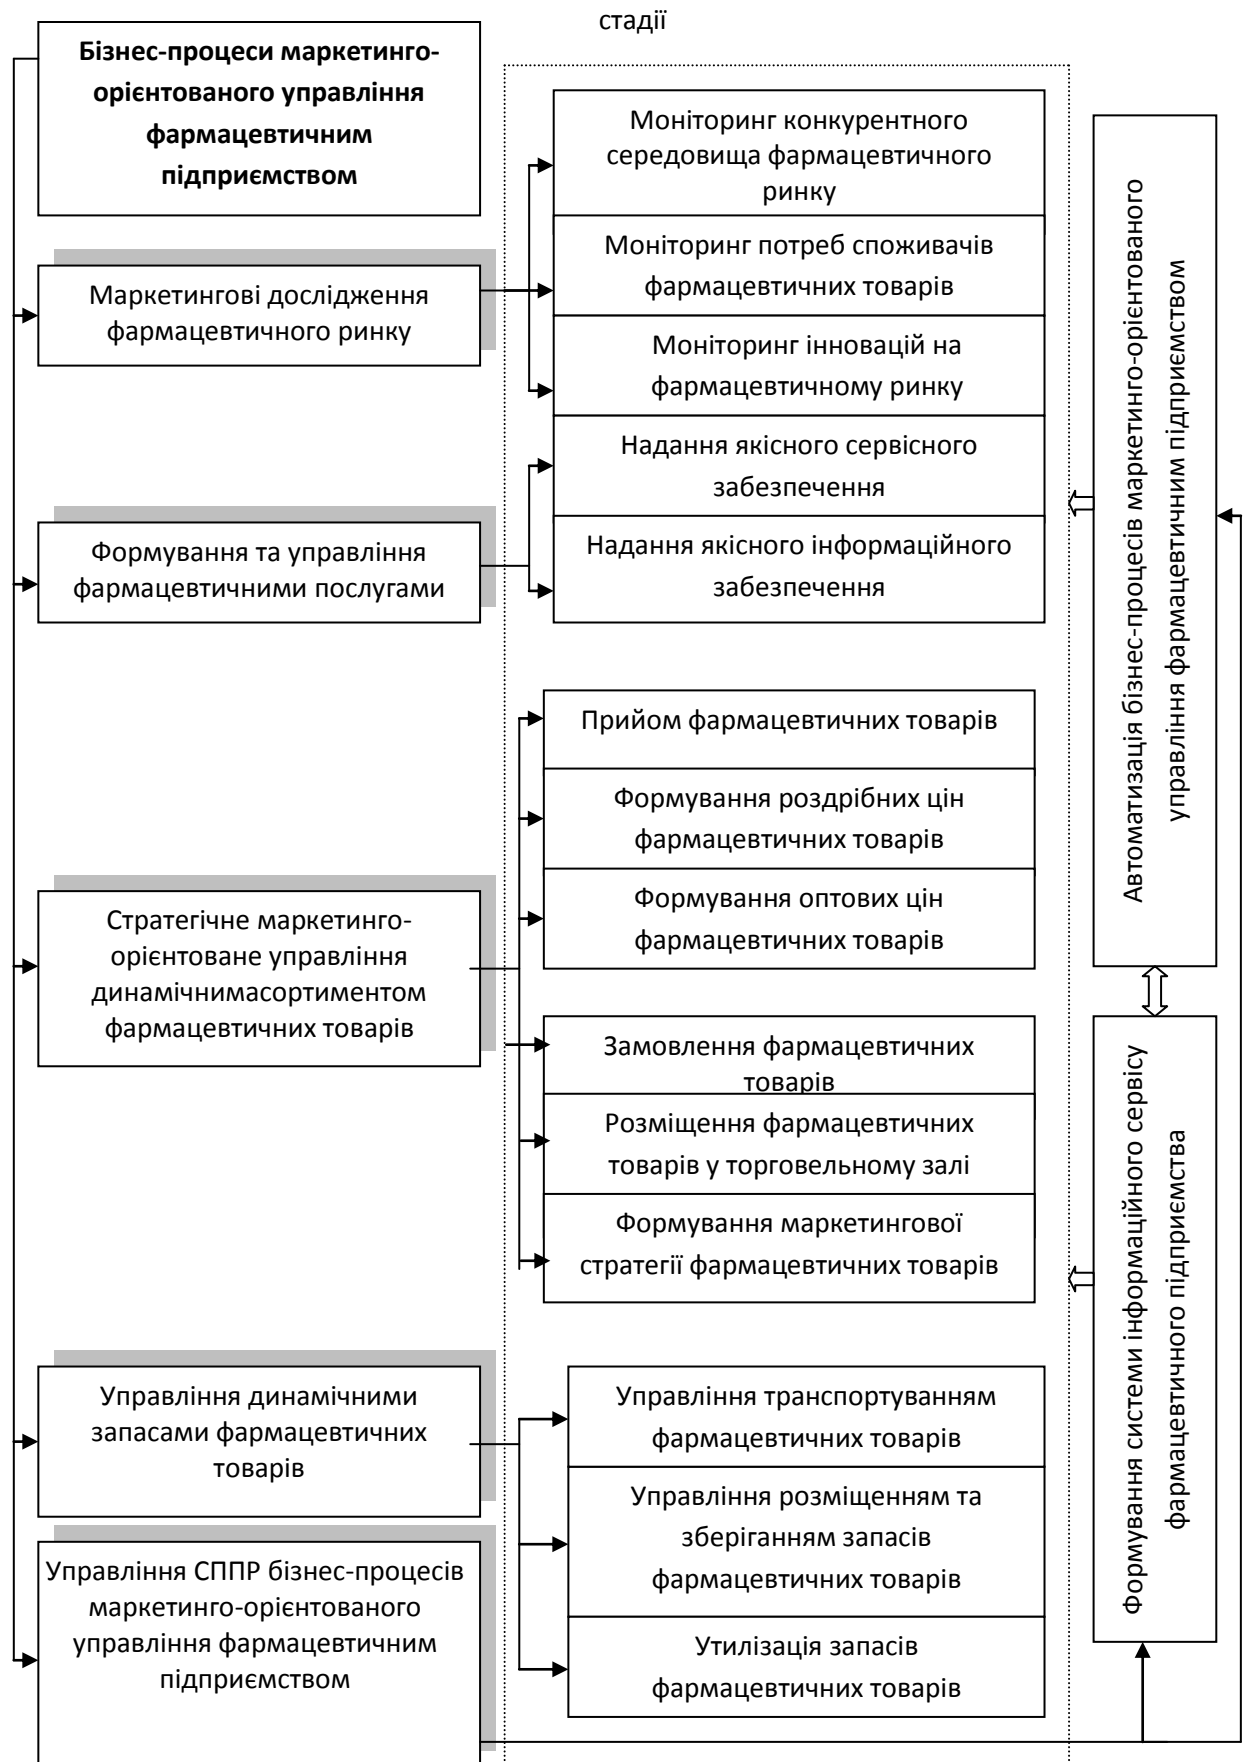 стадії
Бізнес-процеси маркетинго-
орієнтованого управління
фармацевтичним
підприємством
Маркетингові дослідження
фармацевтичного ринку
Формування та управління
фармацевтичними послугами
Стратегічне маркетинго-
орієнтоване управління
динамічнимасортиментом
фармацевтичних товарів
Управління динамічними
запасами фармацевтичних
товарів
Управління СППР бізнес-процесів
маркетинго-орієнтованого
управління фармацевтичним
підприємством
Моніторинг конкурентного
середовища фармацевтичного
ринку
Моніторинг потреб споживачів
фармацевтичних товарів
Моніторинг інновацій на
фармацевтичному ринку
Надання якісного сервісного
забезпечення
Надання якісного інформаційного
забезпечення
Прийом фармацевтичних товарів
Формування роздрібних цін
фармацевтичних товарів
Формування оптових цін
фармацевтичних товарів
Замовлення фармацевтичних
товарів
Розміщення фармацевтичних
товарів у торговельному залі
Формування маркетингової
стратегії фармацевтичних товарів
Управління транспортуванням
фармацевтичних товарів
Управління розміщенням та
зберіганням запасів
фармацевтичних товарів
Утилізація запасів
фармацевтичних товарів
Автоматизація бізнес-процесів маркетинго-орієнтованого
управління фармацевтичним підприємством
Формування системи інформаційного сервісу
фармацевтичного підприємства